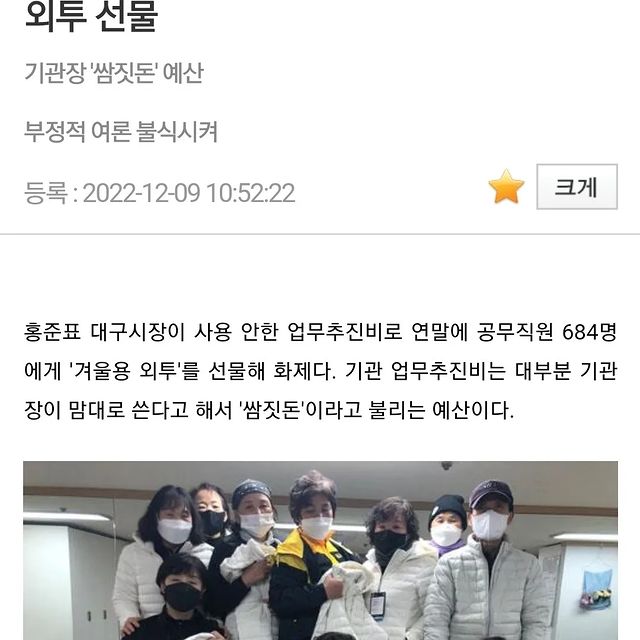 외투 선물
기관장 '쌈짓돈' 예산
부정적 여론 불식시켜
등록 : 2022-12-09 10:52:22
크게
홍준표 대구시장이 사용 안한 업무추진비로 연말에 공무직원 684명
에게 '겨울용 외투'를 선물해 화제다. 기관 업무추진비는 대부분 기관
장이 맘대로 쓴다고 해서 '쌈짓돈'이라고 불리는 예산이다.